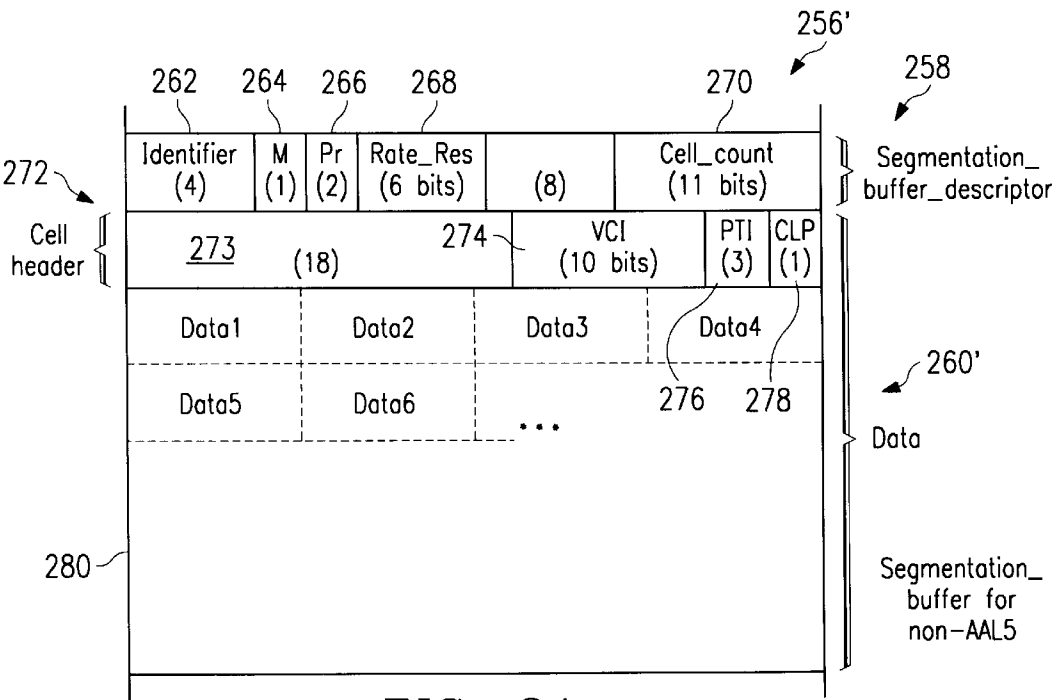 256'
262 264 266 268 270 258
Identifier (4) M (1) Pr (2) Rate_Res (6 bits) (8) Cell_count (11 bits)
Segmentation_
buffer_descriptor
272
Cell
header
273 (18) 274 VCI (10 bits) PTI (3) CLP (1)
Data1 Data2 Data3 Data4
276 278 260'
Data5 Data6 ...
Data
280
Segmentation_
buffer for
non-AAL5